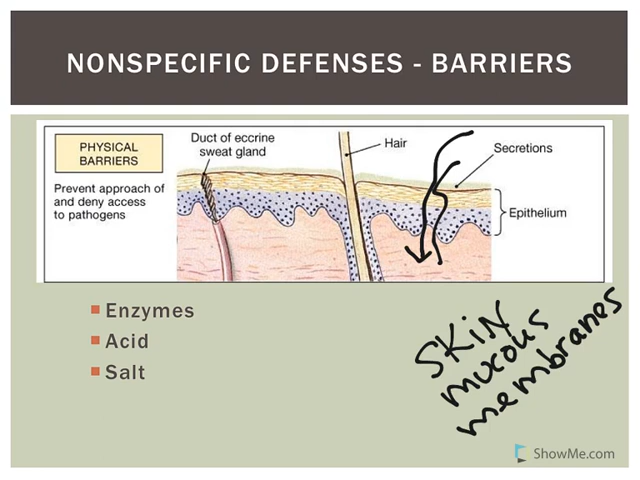 NONSPECIFIC DEFENSES - BARRIERS
PHYSICAL
BARRIERS
Prevent approach of
and deny access
to pathogens
Duct of eccrine
sweat gland
Hair
Secretions
Epithelium
Enzymes
Acid
Salt
SKiN
mucous
membranes
ShowMe.com